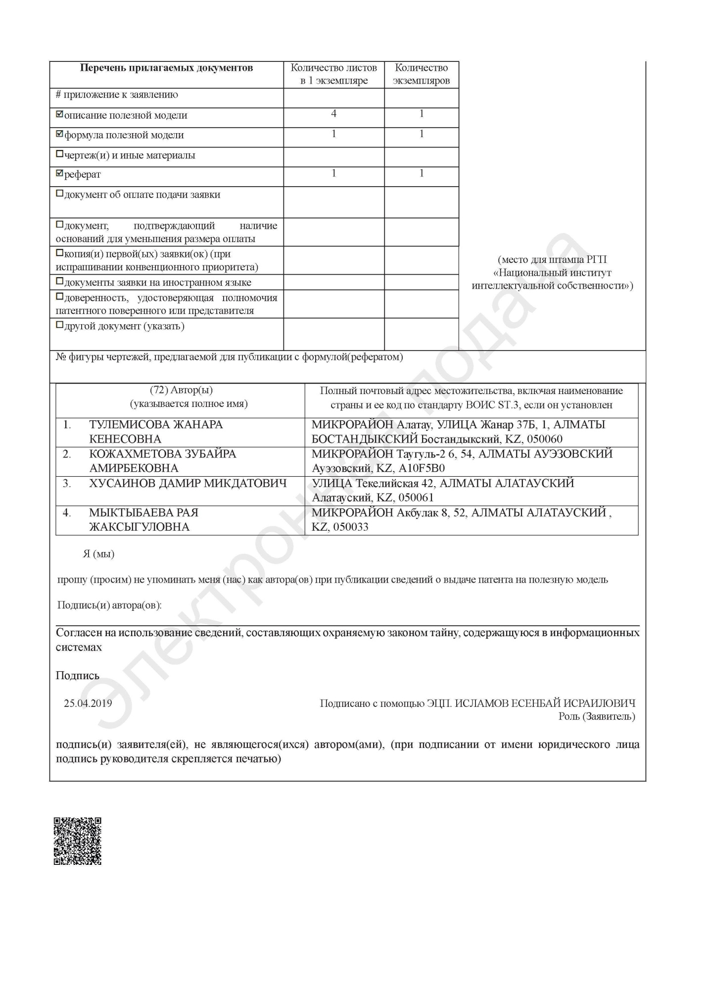 Перечень прилагаемых документов
Количество листов
в 1 экземпляре
Количество
экземпляров
# приложение к заявлению
описание полезной модели
4
1
формула полезной модели
1
1
чертеж(и) и иные материалы
реферат
1
1
документ об оплате подачи заявки
документ, подтверждающий наличие
оснований для уменьшения размера оплаты
копия(и) первой(ых) заявки(ок) (при
испрашивании конвенционного приоритета)
документы заявки на иностранном языке
доверенность, удостоверяющая полномочия
патентного поверенного или представителя
другой документ (указать)
(место для штампа РГП
«Национальный институт
интеллектуальной собственности»)
№ фигуры чертежей, предлагаемой для публикации с формулой(рефератом)
(72) Автор(ы)
(указывается полное имя)
Полный почтовый адрес местожительства, включая наименование
страны и ее код по стандарту ВОИС ST.3, если он установлен
1. ТУЛЕМИСОВА ЖАНАРА
КЕНЕСОВНА
МИКРОРАЙОН Алатау, УЛИЦА Жанар 37Б, 1, АЛМАТЫ
БОСТАНДЫКСКИЙ Бостандыкский, KZ, 050060
2. КОЖАХМЕТОВА ЗУБАЙРА
АМИРБЕКОВНА
МИКРОРАЙОН Таугуль-2 6, 54, АЛМАТЫ АУЭЗОВСКИЙ
Ауэзовский, KZ, A10F5B0
3. ХУСАИНОВ ДАМИР МИКДАТОВИЧ
УЛИЦА Текелийская 42, АЛМАТЫ АЛАТАУСКИЙ
Алатауский, KZ, 050061
4. МЫКТЫБАЕВА РАЯ
ЖАКСЫГУЛОВНА
МИКРОРАЙОН Акбулак 8, 52, АЛМАТЫ АЛАТАУСКИЙ ,
KZ, 050033
Я (мы)
прошу (просим) не упоминать меня (нас) как автора(ов) при публикации сведений о выдаче патента на полезную модель
Подпись(и) автора(ов):
Согласен на использование сведений, составляющих охраняемую законом тайну, содержащуюся в информационных
системах
Подпись
25.04.2019
Подписано с помощью ЭЦП. ИСЛАМОВ ЕСЕНБАЙ ИСРАИЛОВИЧ
Роль (Заявитель)
подпись(и) заявителя(ей), не являющегося(ихся) автором(ами), (при подписании от имени юридического лица
подпись руководителя скрепляется печатью)
Электронная подача